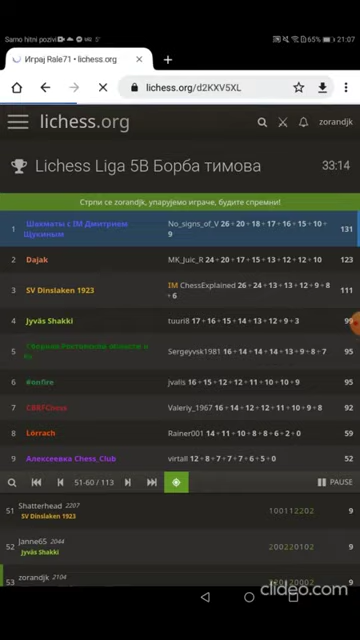 Samo hitni pozivi
65% 21:07
Играј Rale71 • lichess.org
lichess.org/d2KXV5XL
lichess.org
zorandjk
Lichess Liga 5B Борба тимова 33:14
Стрпи се zorandjk, упарујемо играче, будите спремни!
1 Шахматы с IM Дмитрием Щукиным No_signs_of_V 26 + 20 + 18 + 17 + 16 + 15 + 10 + 9 131
2 Dajak MK_Juic_R 24 + 20 + 17 + 15 + 13 + 12 + 12 + 10 123
3 SV Dinslaken 1923 IM ChessExplained 26 + 24 + 13 + 13 + 12 + 9 + 8 + 6 111
4 Jyväs Shakki tuuri8 17 + 16 + 15 + 14 + 13 + 12 + 9 + 3 99
5 Sergeyvsk1981 16 + 14 + 14 + 14 + 13 + 9 + 8 + 7 95
6 #onfire jvalis 16 + 15 + 12 + 12 + 11 + 10 + 10 + 9 95
7 CBRFChess Valeriy_1967 16 + 14 + 12 + 12 + 11 + 10 + 9 + 8 92
8 Lörrach Rainer001 14 + 11 + 10 + 8 + 8 + 6 + 2 + 0 59
9 Алексеевка Chess_Club virtall 12 + 8 + 7 + 7 + 7 + 6 + 5 + 0 52
51-60 / 113 PAUSE
51 Shatterhead 2207 100112202 9
SV Dinslaken 1923
52 Janne65 2044 200220102 9
Jyväs Shakki
53 zorandjk 2104 9
clideo.com